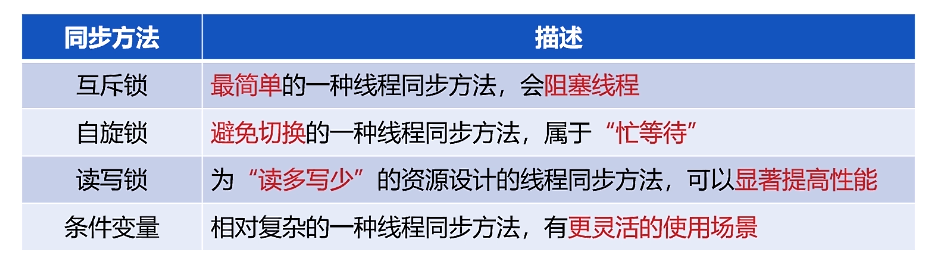 同步方法 描述
互斥锁 最简单的一种线程同步方法，会阻塞线程
自旋锁 避免切换的一种线程同步方法，属于“忙等待”
读写锁 为“读多写少”的资源设计的线程同步方法，可以显著提高性能
条件变量 相对复杂的一种线程同步方法，有更灵活的使用场景